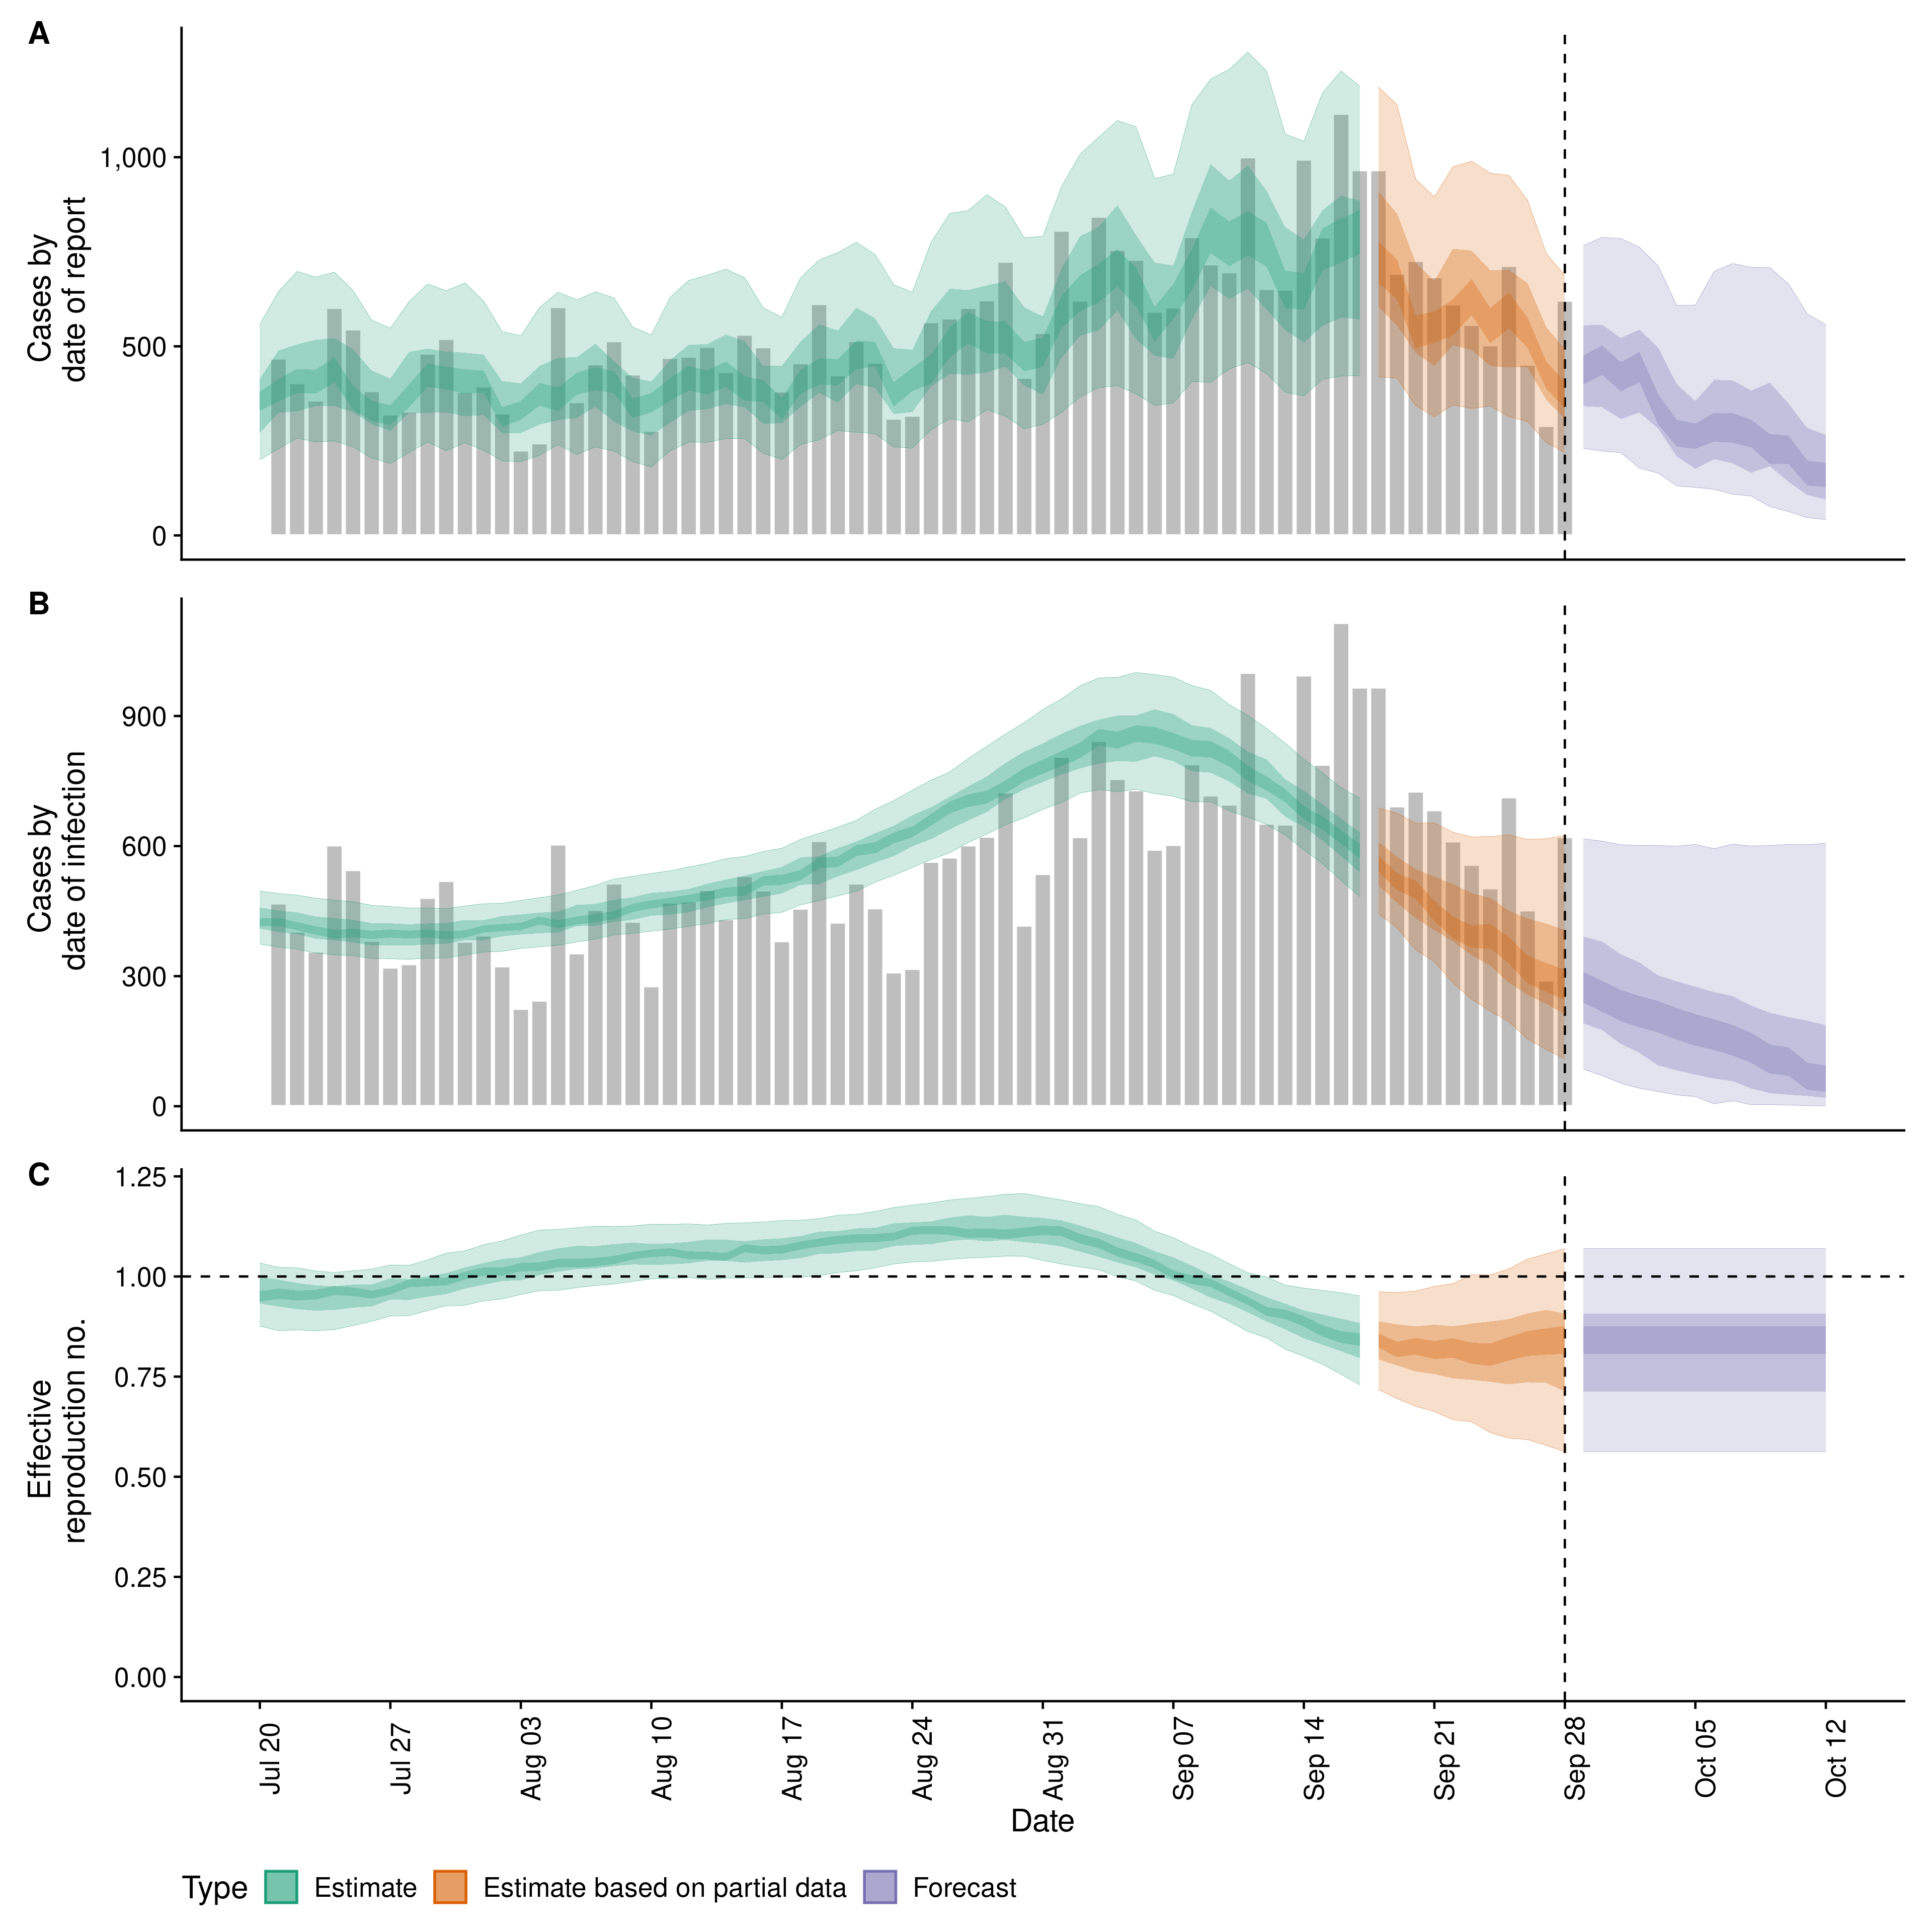 A
Cases by
date of report
1,000
500
0
B
Cases by
date of infection
900
600
300
0
C
Effective
reproduction no.
1.25
1.00
0.75
0.50
0.25
0.00
Jul 20
Jul 27
Aug 03
Aug 10
Aug 17
Aug 24
Aug 31
Sep 07
Sep 14
Sep 21
Sep 28
Oct 05
Oct 12
Date
Type Estimate Estimate based on partial data Forecast